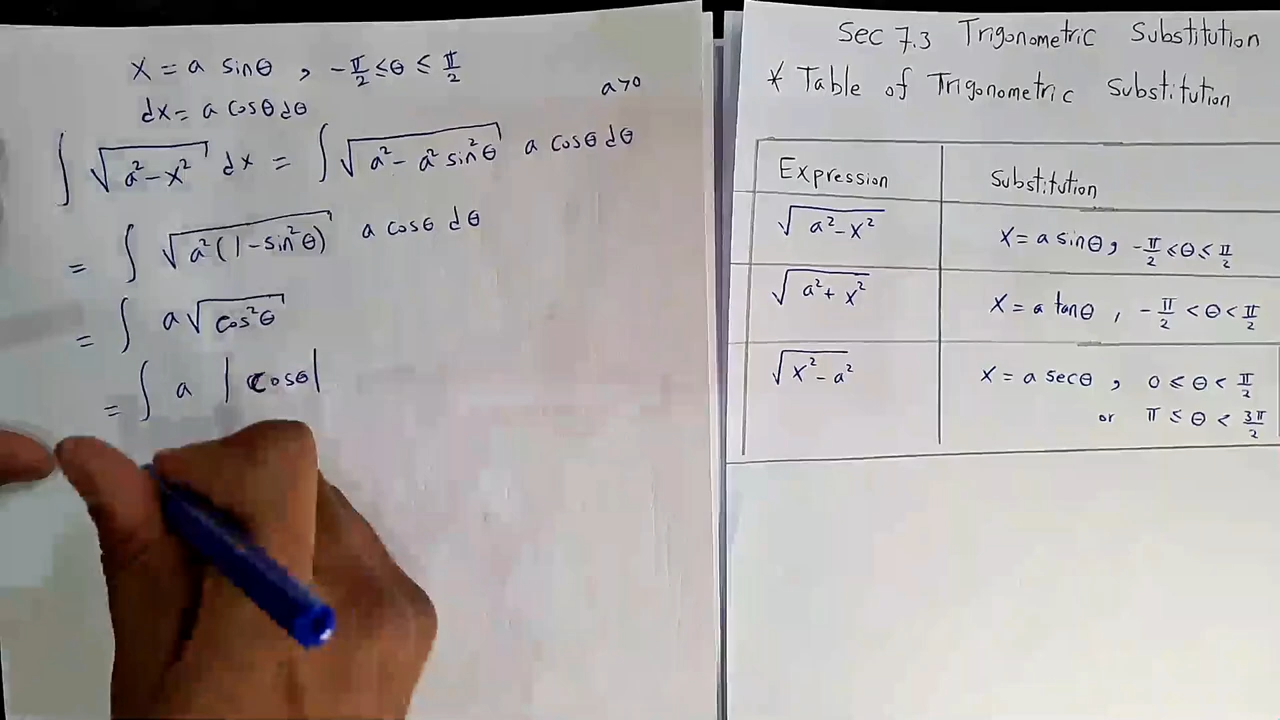 x = a sinθ , -π/2 ≤ θ ≤ π/2
a>0
dx = a cosθ dθ
∫ √(a²-x²) dx = ∫ √(a² - a² sin²θ) a cosθ dθ
= ∫ √(a²(1-sin²θ)) a cosθ dθ
= ∫ a√(cos²θ)
= ∫ a |cosθ|
Sec 7.3 Trigonometric Substitution
* Table of Trigonometric Substitution
Expression Substitution
√(a²-x²) x = a sinθ, -π/2 ≤ θ ≤ π/2
√(a²+x²) x = a tanθ , -π/2 < θ < π/2
√(x²-a²) x = a secθ , 0 ≤ θ < π/2
or π ≤ θ < 3π/2